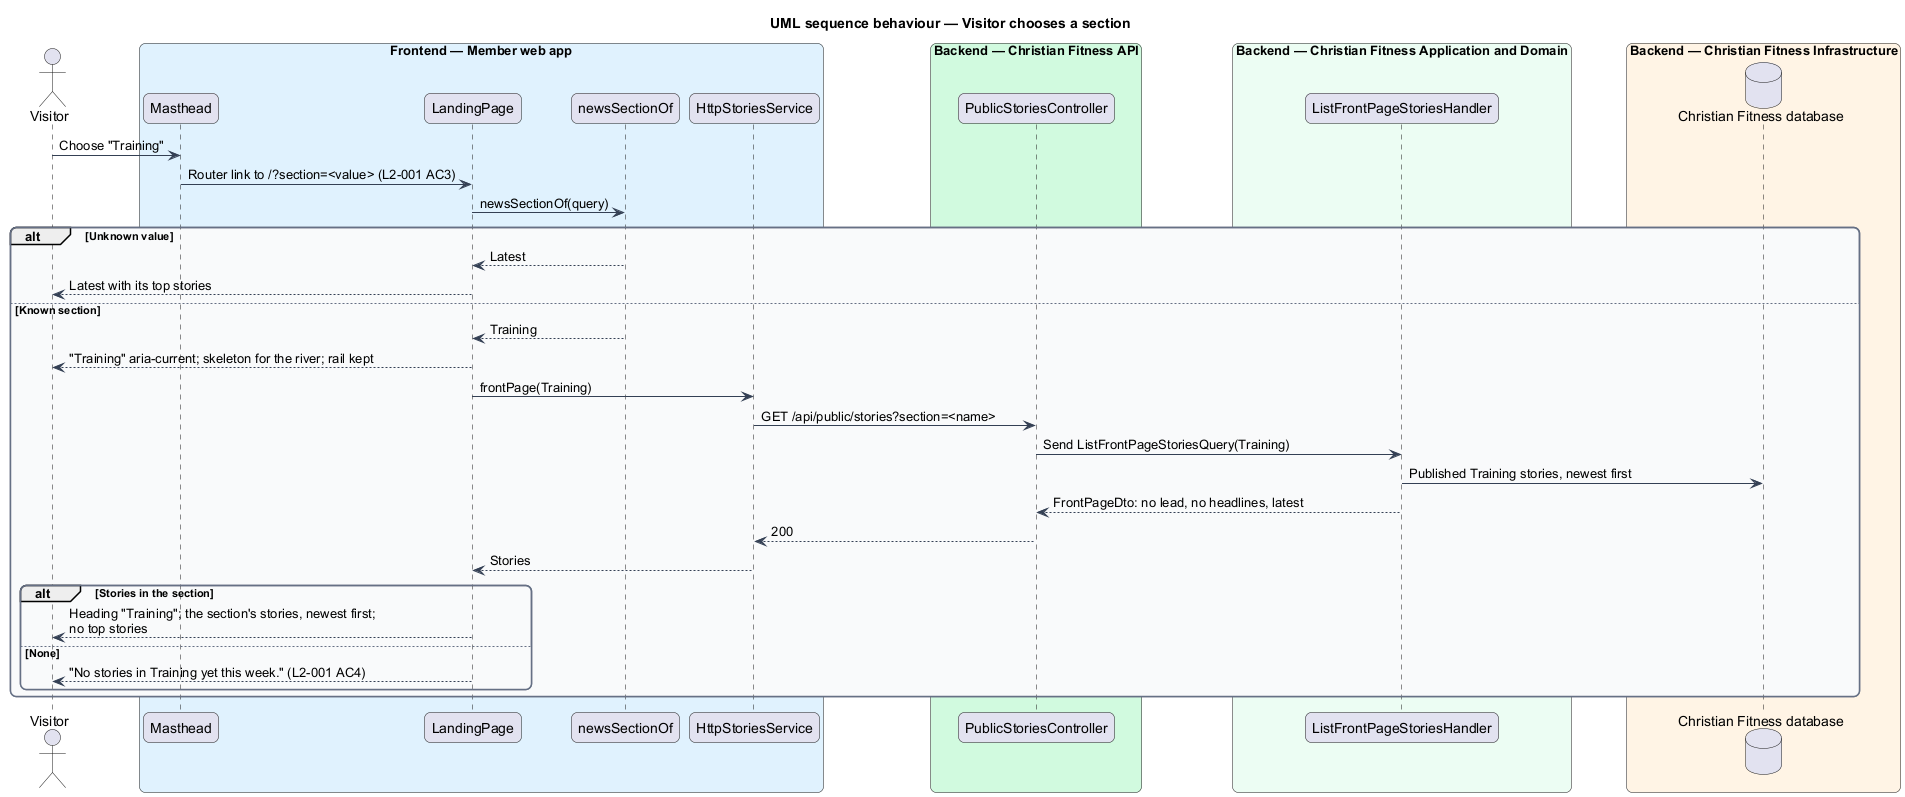 UML sequence behaviour — Visitor chooses a section
Frontend — Member web app
Backend — Christian Fitness API
Backend — Christian Fitness Application and Domain
Backend — Christian Fitness Infrastructure
Visitor
Masthead
LandingPage
newsSectionOf
HttpStoriesService
PublicStoriesController
ListFrontPageStoriesHandler
Christian Fitness database
Choose "Training"
Router link to /?section=<value> (L2-001 AC3)
newsSectionOf(query)
alt
[Unknown value]
Latest
Latest with its top stories
[Known section]
Training
"Training" aria-current; skeleton for the river; rail kept
frontPage(Training)
GET /api/public/stories?section=<name>
Send ListFrontPageStoriesQuery(Training)
Published Training stories, newest first
FrontPageDto: no lead, no headlines, latest
200
Stories
alt
[Stories in the section]
Heading "Training"; the section's stories, newest first;
no top stories
[None]
"No stories in Training yet this week." (L2-001 AC4)
Visitor
Masthead
LandingPage
newsSectionOf
HttpStoriesService
PublicStoriesController
ListFrontPageStoriesHandler
Christian Fitness database